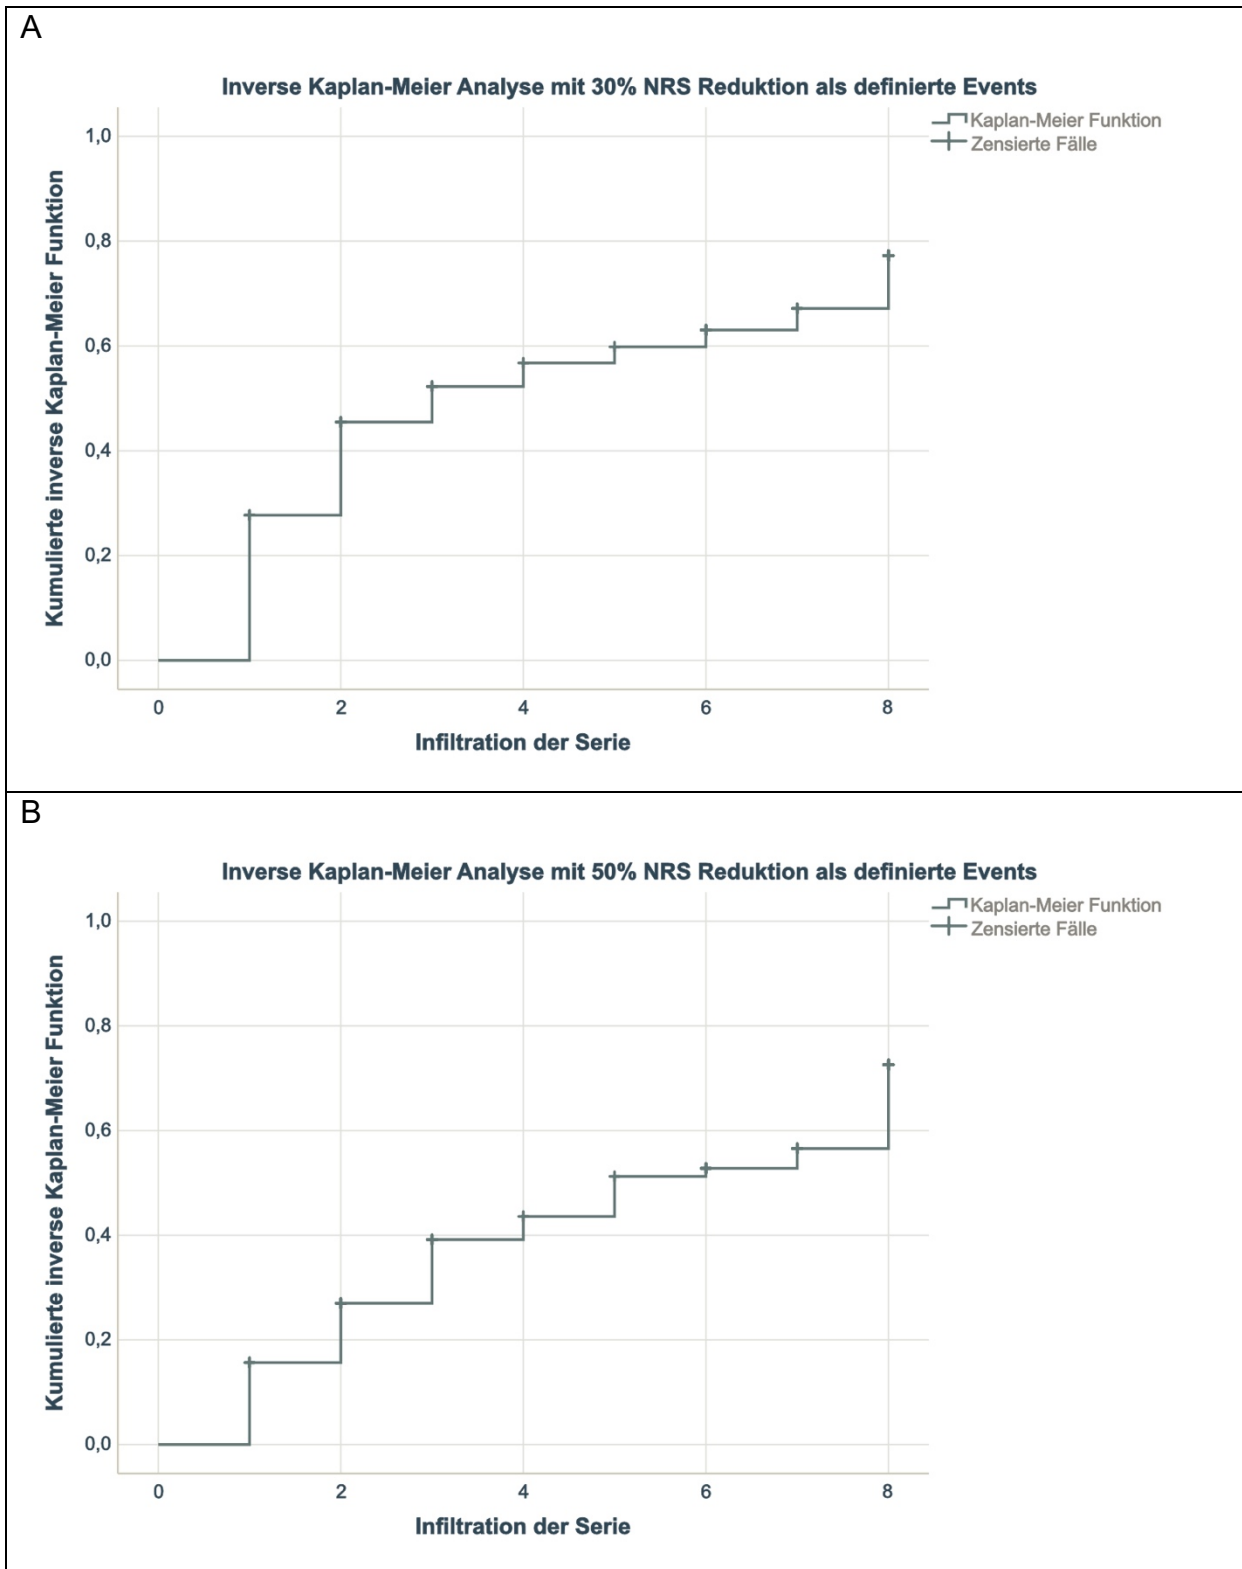 A
Inverse Kaplan-Meier Analyse mit 30% NRS Reduktion als definierte Events
Kaplan-Meier Funktion
Zensierte Fälle
Kumulierte inverse Kaplan-Meier Funktion
1,0
0,8
0,6
0,4
0,2
0,0
0 2 4 6 8
Infiltration der Serie
B
Inverse Kaplan-Meier Analyse mit 50% NRS Reduktion als definierte Events
Kaplan-Meier Funktion
Zensierte Fälle
Kumulierte inverse Kaplan-Meier Funktion
1,0
0,8
0,6
0,4
0,2
0,0
0 2 4 6 8
Infiltration der Serie